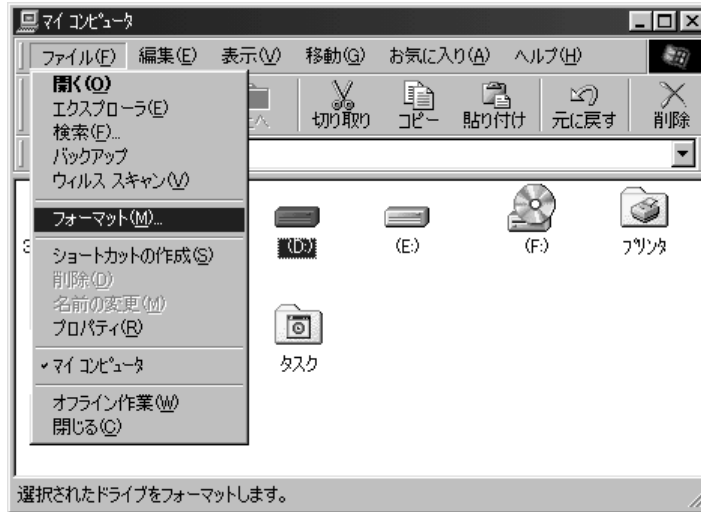 マイ コンピュータ
ファイル(F) 編集(E) 表示(V) 移動(G) お気に入り(A) ヘルプ(H)
切り取り コピー 貼り付け 元に戻す 削除
開く(O)
エクスプローラ(E)
検索(F)...
バックアップ
ウィルス スキャン(V)
フォーマット(M)...
ショートカットの作成(S)
削除(D)
名前の変更(M)
プロパティ(R)
マイ コンピュータ
オフライン作業(W)
閉じる(C)
(D:) (E:) (F:) プリンタ
タスク
選択されたドライブをフォーマットします。